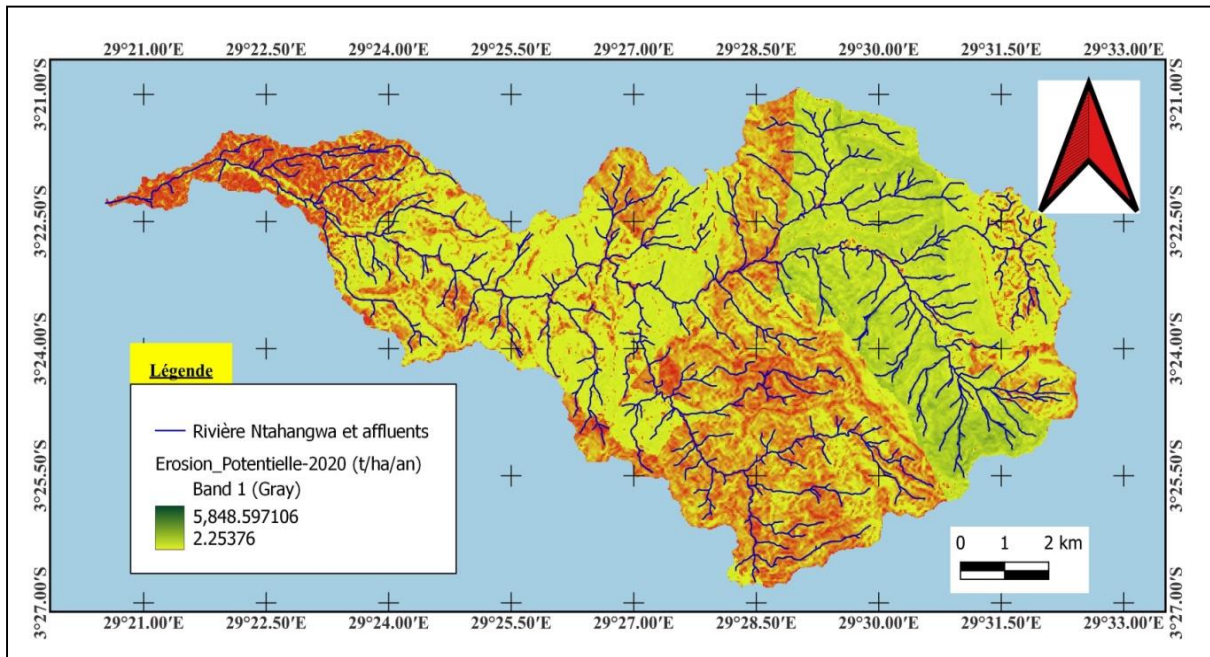 29°21.00′E 29°22.50′E 29°24.00′E 29°25.50′E 29°27.00′E 29°28.50′E 29°30.00′E 29°31.50′E 29°33.00′E
3°21.00′S 3°21.00′S
3°22.50′S 3°22.50′S
3°24.00′S 3°24.00′S
Légende
Rivière Ntahangwa et affluents
Erosion_Potentielle-2020 (t/ha/an)
Band 1 (Gray)
5,848.597106
2.25376
3°25.50′S 3°25.50′S
0 1 2 km
3°27.00′S 3°27.00′S
29°21.00′E 29°22.50′E 29°24.00′E 29°25.50′E 29°27.00′E 29°28.50′E 29°30.00′E 29°31.50′E 29°33.00′E